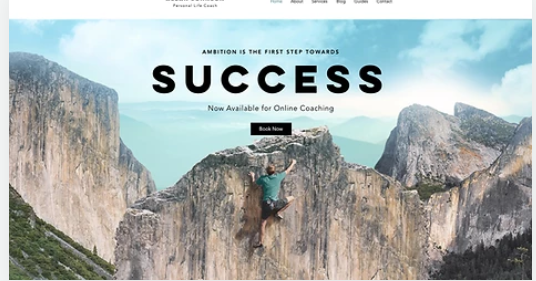 Personal Life Coach
Home About Services Blog Guides Contact
AMBITION IS THE FIRST STEP TOWARDS
SUCCESS
Now Available for Online Coaching
Book Now